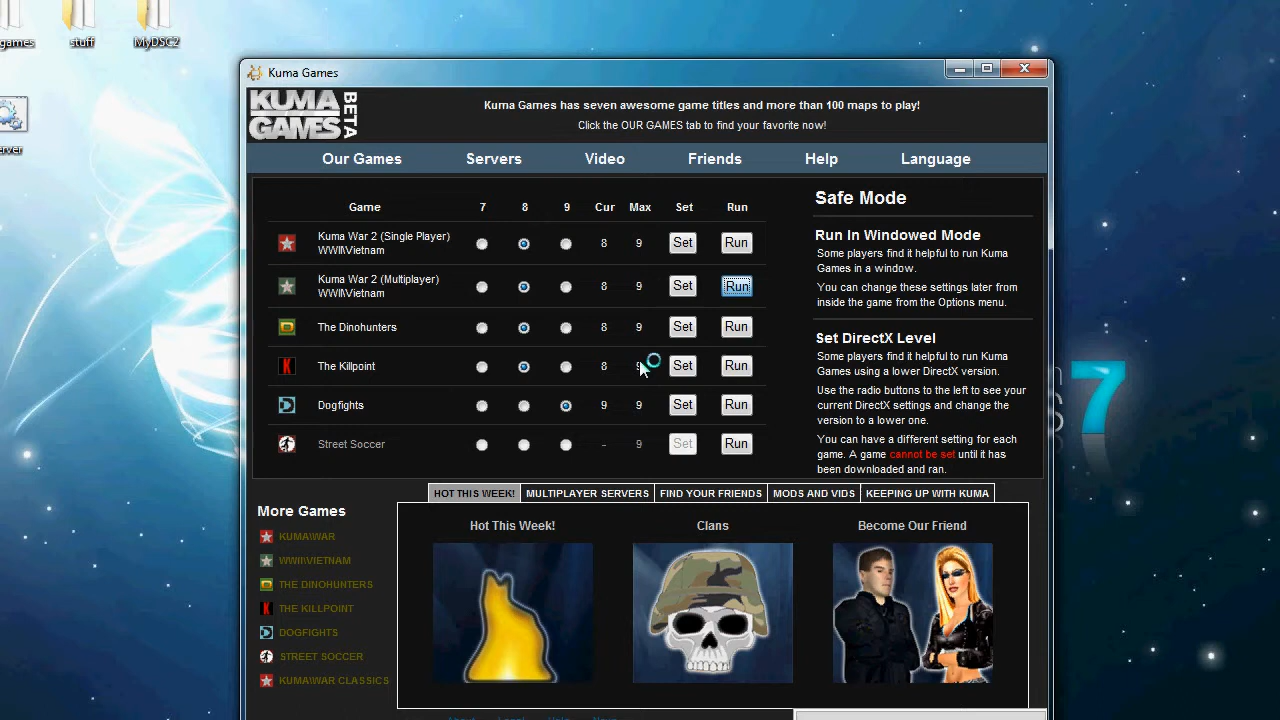 games
stuff
MyDSC2
erver
Kuma Games
KUMA GAMES BETA
Kuma Games has seven awesome game titles and more than 100 maps to play!
Click the OUR GAMES tab to find your favorite now!
Our Games Servers Video Friends Help Language
Game 7 8 9 Cur Max Set Run
Kuma War 2 (Single Player)
WWII\Vietnam 8 9 Set Run
Kuma War 2 (Multiplayer)
WWII\Vietnam 8 9 Set Run
The Dinohunters 8 9 Set Run
The Killpoint 8 Set Run
Dogfights 9 9 Set Run
Street Soccer - 9 Set Run
Safe Mode
Run In Windowed Mode
Some players find it helpful to run Kuma
Games in a window.
You can change these settings later from
inside the game from the Options menu.
Set DirectX Level
Some players find it helpful to run Kuma
Games using a lower DirectX version.
Use the radio buttons to the left to see your
current DirectX settings and change the
version to a lower one.
You can have a different setting for each
game. A game cannot be set until it has
been downloaded and ran.
7
HOT THIS WEEK! MULTIPLAYER SERVERS FIND YOUR FRIENDS MODS AND VIDS KEEPING UP WITH KUMA
More Games
KUMA\WAR
WWII\VIETNAM
THE DINOHUNTERS
THE KILLPOINT
DOGFIGHTS
STREET SOCCER
KUMA\WAR CLASSICS
Hot This Week! Clans Become Our Friend